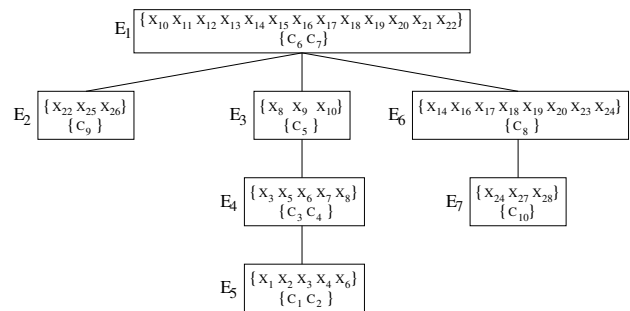 E1 {X10 X11 X12 X13 X14 X15 X16 X17 X18 X19 X20 X21 X22}
{C6 C7}
E2 {X22 X25 X26}
{C9 }
E3 {X8 X9 X10}
{C5 }
E6 {X14 X16 X17 X18 X19 X20 X23 X24}
{C8 }
E4 {X3 X5 X6 X7 X8}
{C3 C4 }
E7 {X24 X27 X28}
{C10}
E5 {X1 X2 X3 X4 X6}
{C1 C2 }